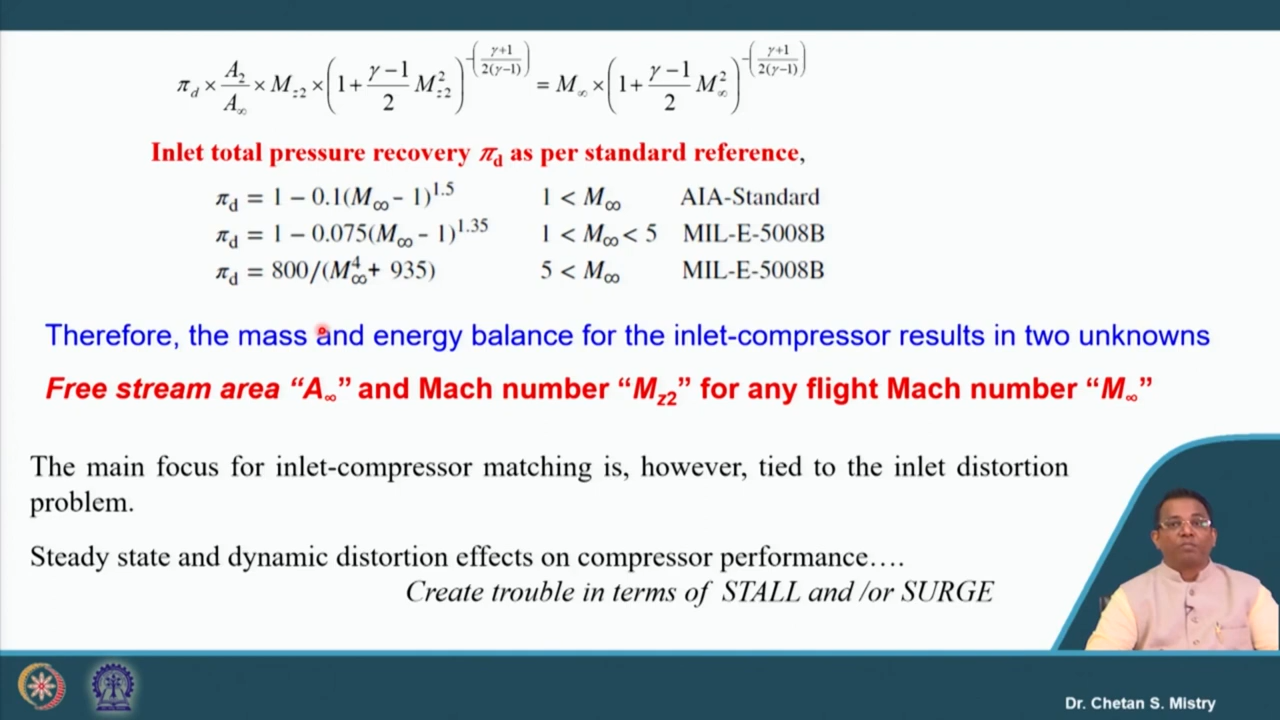 π_d × A_2/A_∞ × M_z2 × (1 + (γ−1)/2 M_z2^2)^−((γ+1)/(2(γ−1))) = M_∞ × (1 + (γ−1)/2 M_∞^2)^−((γ+1)/(2(γ−1)))
Inlet total pressure recovery π_d as per standard reference,
π_d = 1 − 0.1(M_∞ − 1)^1.5 1 < M_∞ AIA-Standard
π_d = 1 − 0.075(M_∞ − 1)^1.35 1 < M_∞ < 5 MIL-E-5008B
π_d = 800/(M_∞^4 + 935) 5 < M_∞ MIL-E-5008B
Therefore, the mass and energy balance for the inlet-compressor results in two unknowns
Free stream area “A_∞” and Mach number “M_z2” for any flight Mach number “M_∞”
The main focus for inlet-compressor matching is, however, tied to the inlet distortion
problem.
Steady state and dynamic distortion effects on compressor performance….
Create trouble in terms of STALL and /or SURGE
Dr. Chetan S. Mistry